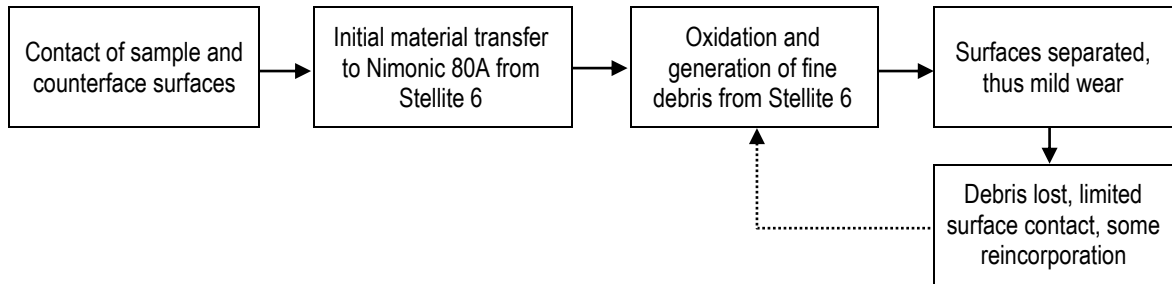 Contact of sample and
counterface surfaces
Initial material transfer
to Nimonic 80A from
Stellite 6
Oxidation and
generation of fine
debris from Stellite 6
Surfaces separated,
thus mild wear
Debris lost, limited
surface contact, some
reincorporation